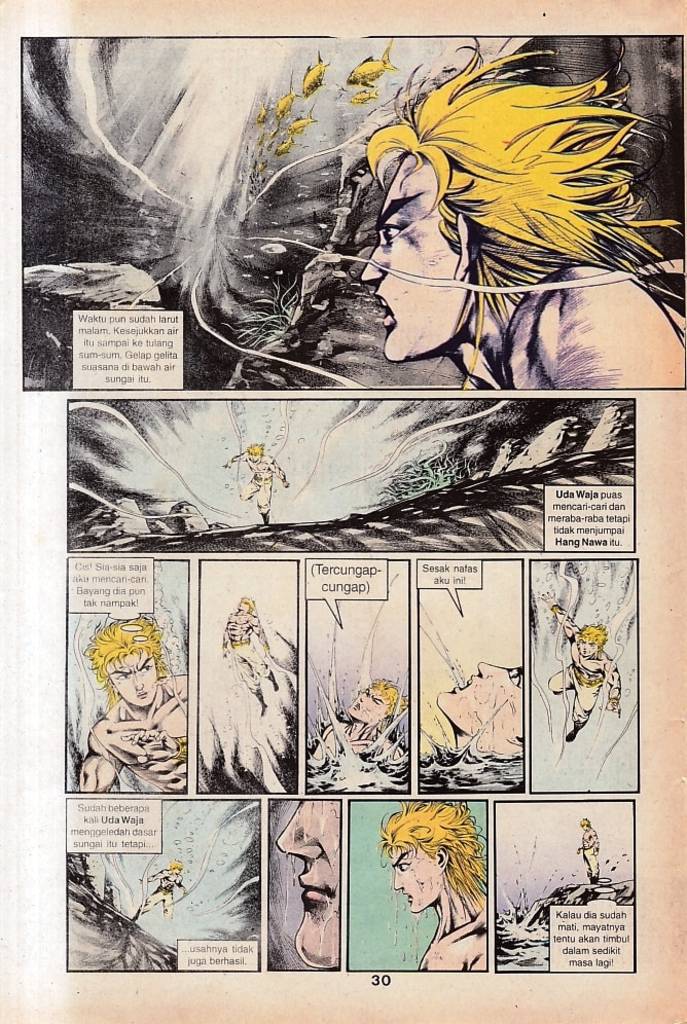 Waktu pun sudah larut
malam. Kesejukkan air
itu sampai ke tulang
sum-sum. Gelap gelita
suasana di bawah air
sungai itu.
Uda Waja puas
mencari-cari dan
meraba-raba tetapi
tidak menjumpai
Hang Nawa itu.
Cis! Sia-sia saja
aku mencari-cari.
Bayang dia pun
tak nampak!
(Tercungap-
cungap)
Sesak nafas
aku ini!
Sudah beberapa
kali Uda Waja
menggeledah dasar
sungai itu tetapi...
...usahnya tidak
juga berhasil.
Kalau dia sudah
mati, mayatnya
tentu akan timbul
dalam sedikit
masa lagi!
30